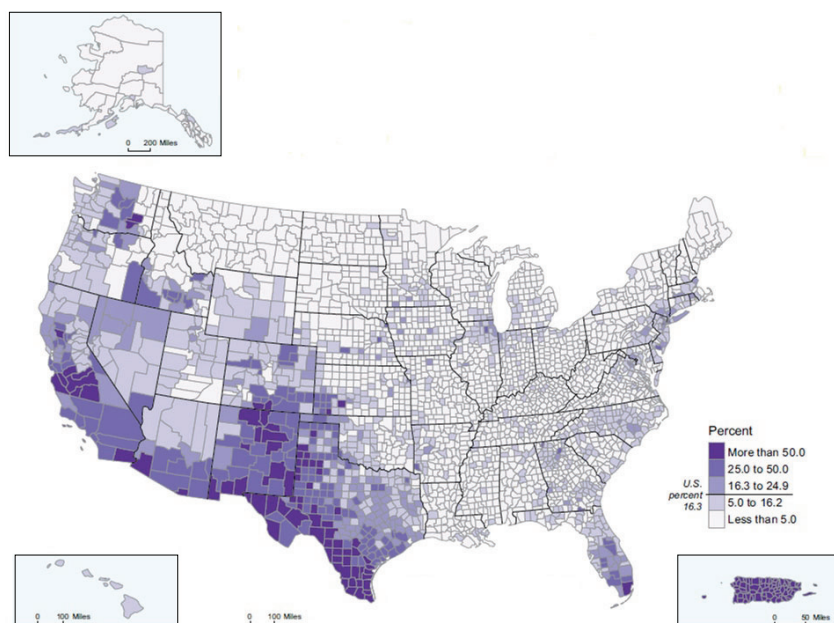 0 200 Miles
Percent
More than 50.0
25.0 to 50.0
U.S.
percent
16.3
16.3 to 24.9
5.0 to 16.2
Less than 5.0
0 100 Miles
0 100 Miles
0 50 Miles